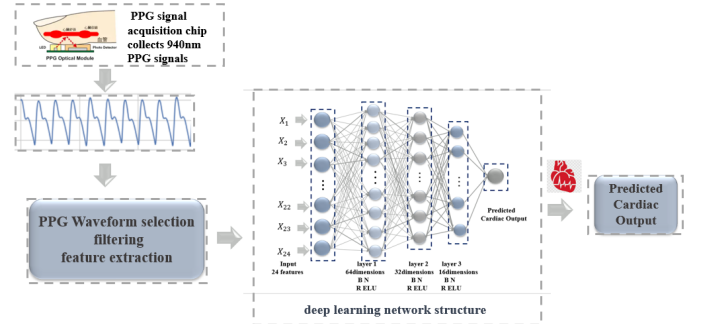 PPG signal
acquisition chip
collects 940nm
PPG signals
LED
Photo Detector
PPG Optical Module
PPG Waveform selection
filtering
feature extraction
X1
X2
X3
X22
X23
X24
Input
24 features
layer 1
64dimensions
B N
R ELU
layer 2
32dimensions
B N
R ELU
layer 3
16dimensions
B N
R ELU
Predicted
Cardiac Output
deep learning network structure
Predicted
Cardiac
Output